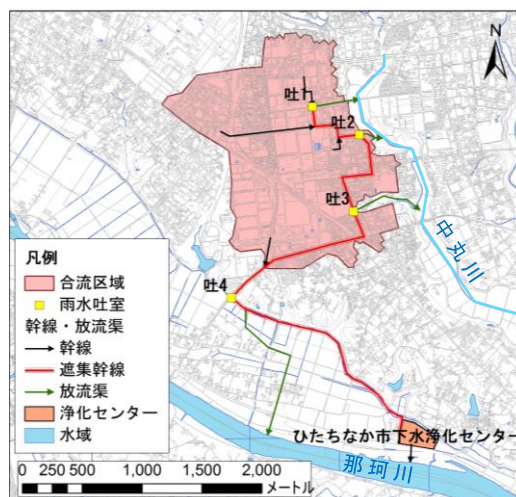 N
吐1
吐2
吐3
中丸川
吐4
凡例
合流区域
雨水吐室
幹線・放流渠
幹線
遮集幹線
放流渠
浄化センター
水域
ひたちなか市下水浄化センター
那珂川
0 250 500 1,000 1,500 2,000
メートル